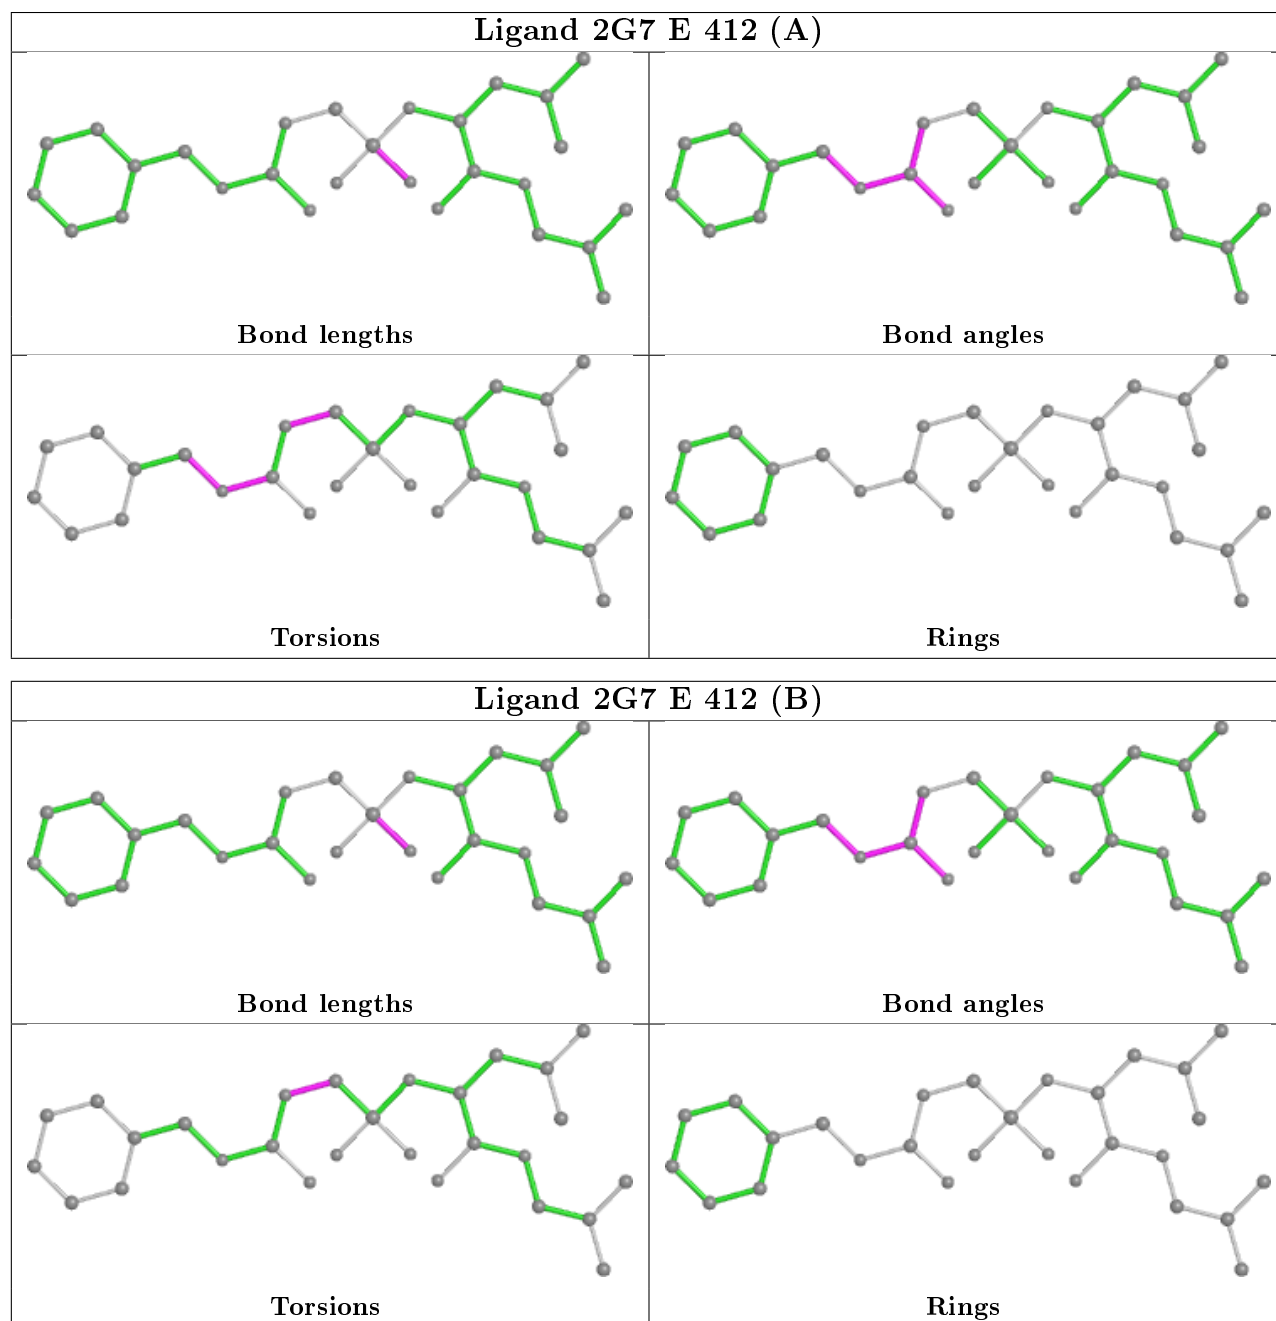 Ligand 2G7 E 412 (A)
Bond lengths
Bond angles
Torsions
Rings
Ligand 2G7 E 412 (B)
Bond lengths
Bond angles
Torsions
Rings